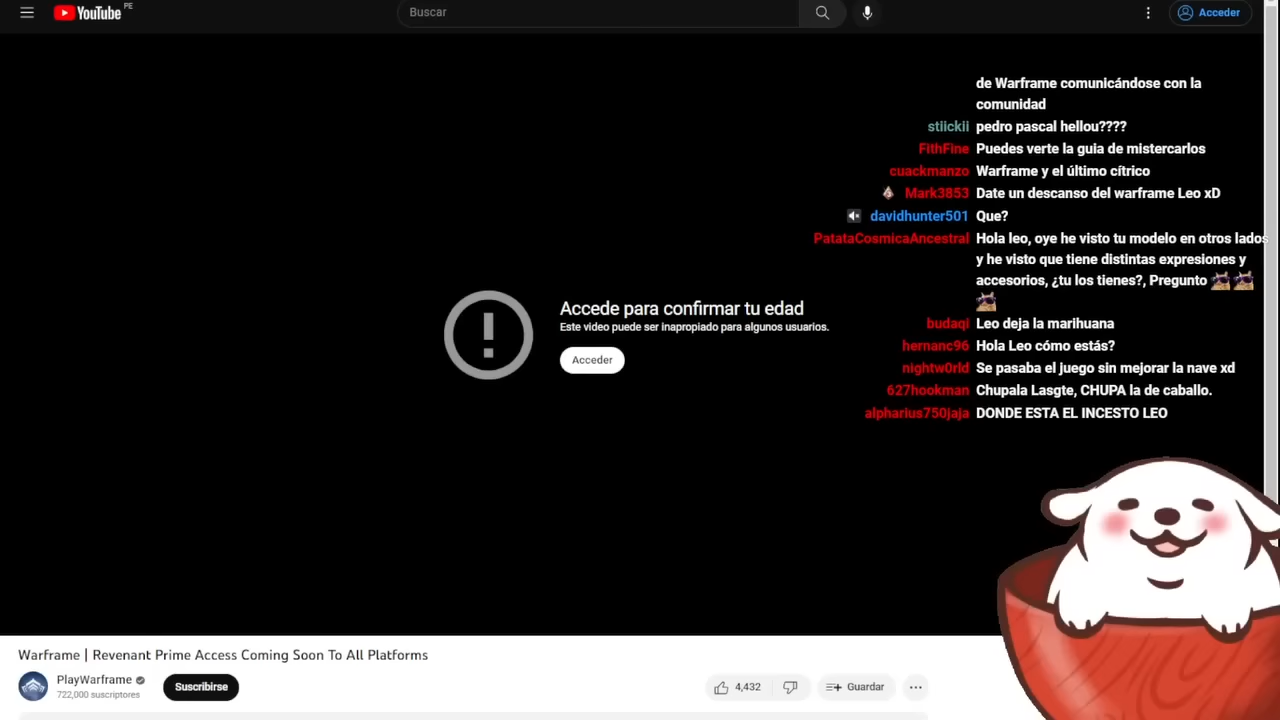 YouTube PE
Buscar
Acceder
de Warframe comunicándose con la
comunidad
stiickii pedro pascal hellou????
FithFine Puedes verte la guia de mistercarlos
cuackmanzo Warframe y el último cítrico
Mark3853 Date un descanso del warframe Leo xD
davidhunter501 Que?
PatataCosmicaAncestral Hola leo, oye he visto tu modelo en otros lados
y he visto que tiene distintas expresiones y
accesorios, ¿tu los tienes?, Pregunto
budaqi Leo deja la marihuana
hernanc96 Hola Leo cómo estás?
nightw0rld Se pasaba el juego sin mejorar la nave xd
627hookman Chupala Lasgte, CHUPA la de caballo.
alpharius750jaja DONDE ESTA EL INCESTO LEO
Accede para confirmar tu edad
Este video puede ser inapropiado para algunos usuarios.
Acceder
Warframe | Revenant Prime Access Coming Soon To All Platforms
PlayWarframe
722,000 suscriptores
Suscribirse
4,432
Guardar